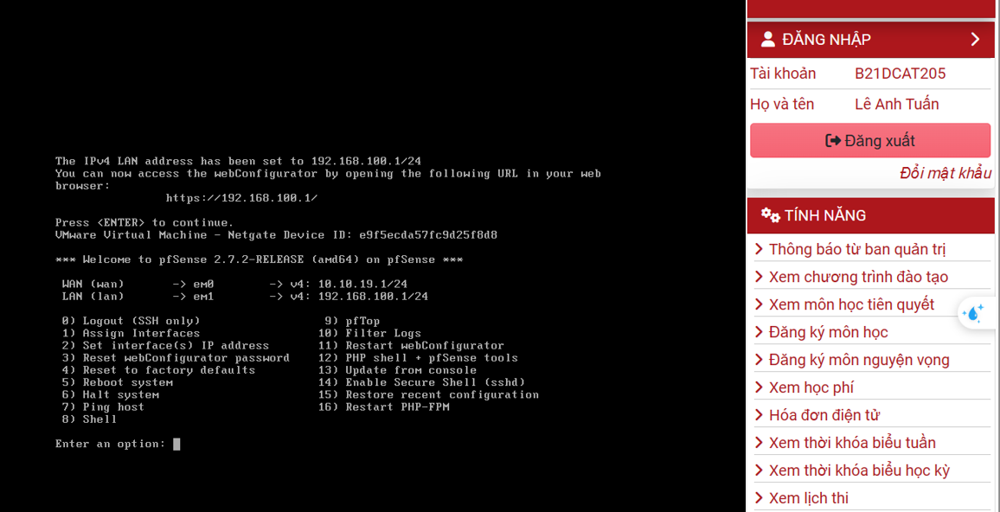 The IPv4 LAN address has been set to 192.168.100.1/24
You can now access the webConfigurator by opening the following URL in your web
browser:
https://192.168.100.1/
Press <ENTER> to continue.
VMware Virtual Machine - Netgate Device ID: e9f5ecda57fc9d25f8d8
*** Welcome to pfSense 2.7.2-RELEASE (amd64) on pfSense ***
WAN (wan) -> em0 -> v4: 10.10.19.1/24
LAN (lan) -> em1 -> v4: 192.168.100.1/24
0) Logout (SSH only) 9) pfTop
1) Assign Interfaces 10) Filter Logs
2) Set interface(s) IP address 11) Restart webConfigurator
3) Reset webConfigurator password 12) PHP shell + pfSense tools
4) Reset to factory defaults 13) Update from console
5) Reboot system 14) Enable Secure Shell (sshd)
6) Halt system 15) Restore recent configuration
7) Ping host 16) Restart PHP-FPM
8) Shell
Enter an option:
ĐĂNG NHẬP
Tài khoản B21DCAT205
Họ và tên Lê Anh Tuấn
Đăng xuất
Đổi mật khẩu
TÍNH NĂNG
Thông báo từ ban quản trị
Xem chương trình đào tạo
Xem môn học tiên quyết
Đăng ký môn học
Đăng ký môn nguyện vọng
Xem học phí
Hóa đơn điện tử
Xem thời khóa biểu tuần
Xem thời khóa biểu học kỳ
Xem lịch thi